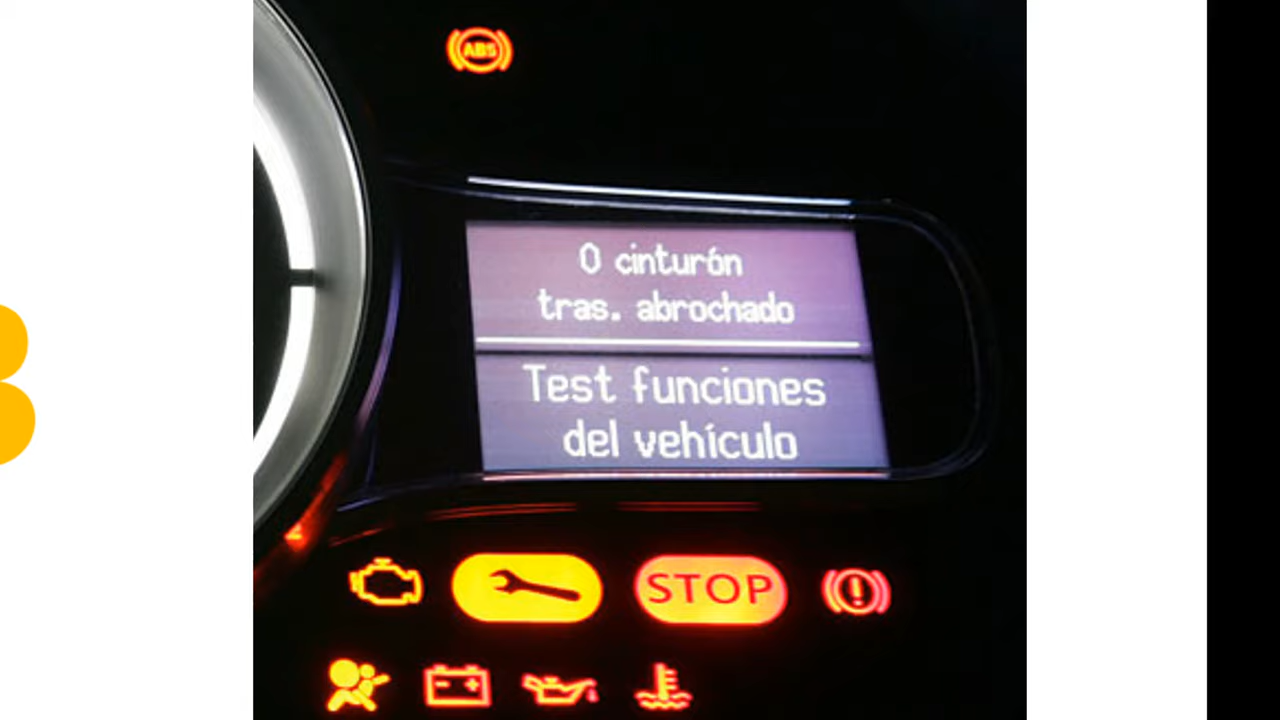 ABS
0 cinturón
tras. abrochado
Test funciones
del vehículo
STOP